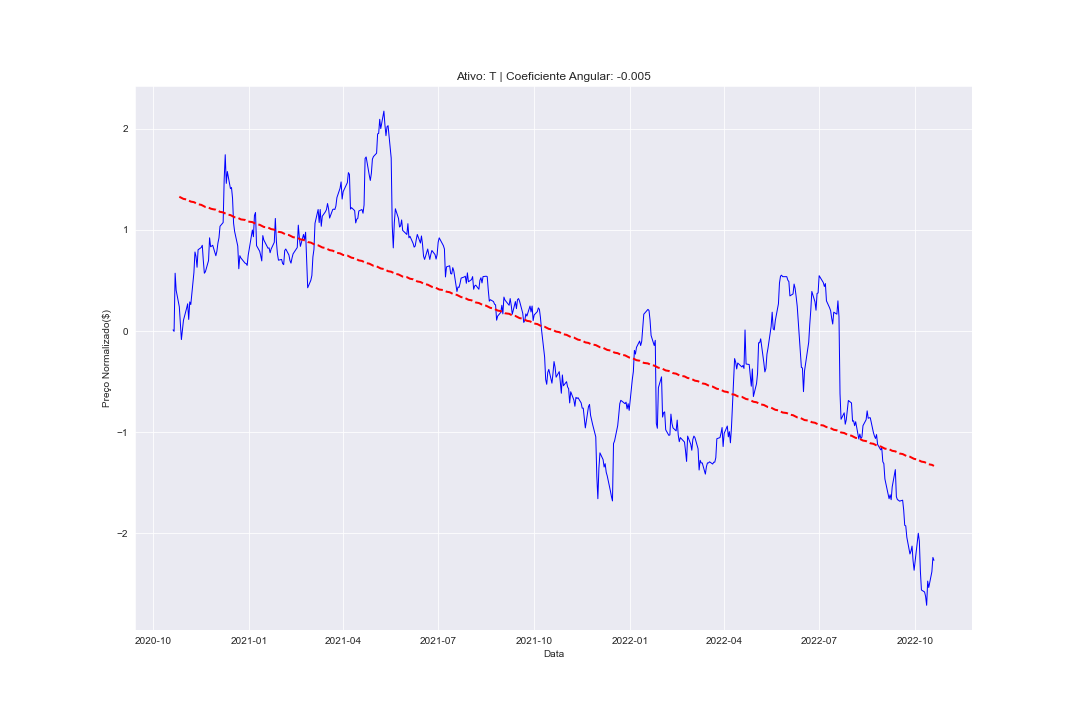 Ativo: T | Coeficiente Angular: -0.005
Preço Normalizado($)
2
1
0
−1
−2
2020-10 2021-01 2021-04 2021-07 2021-10 2022-01 2022-04 2022-07 2022-10
Data